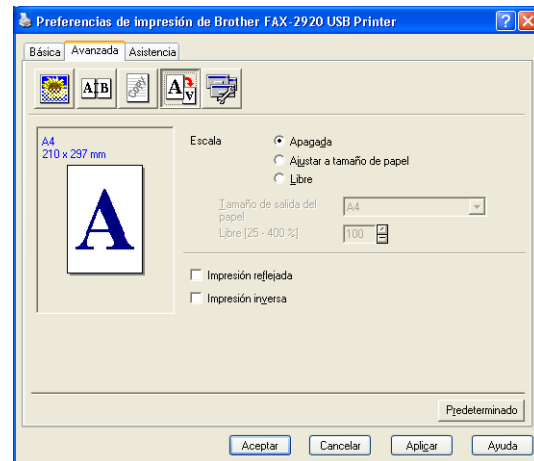 Preferencias de impresión de Brother FAX-2920 USB Printer
Básica Avanzada Asistencia
A B
A V
A4
210 x 297 mm
A
Escala
Apagada
Ajustar a tamaño de papel
Libre
Tamaño de salida del papel
A4
Libre [25 - 400 %]
100
Impresión reflejada
Impresión inversa
Predeterminado
Aceptar Cancelar Aplicar Ayuda